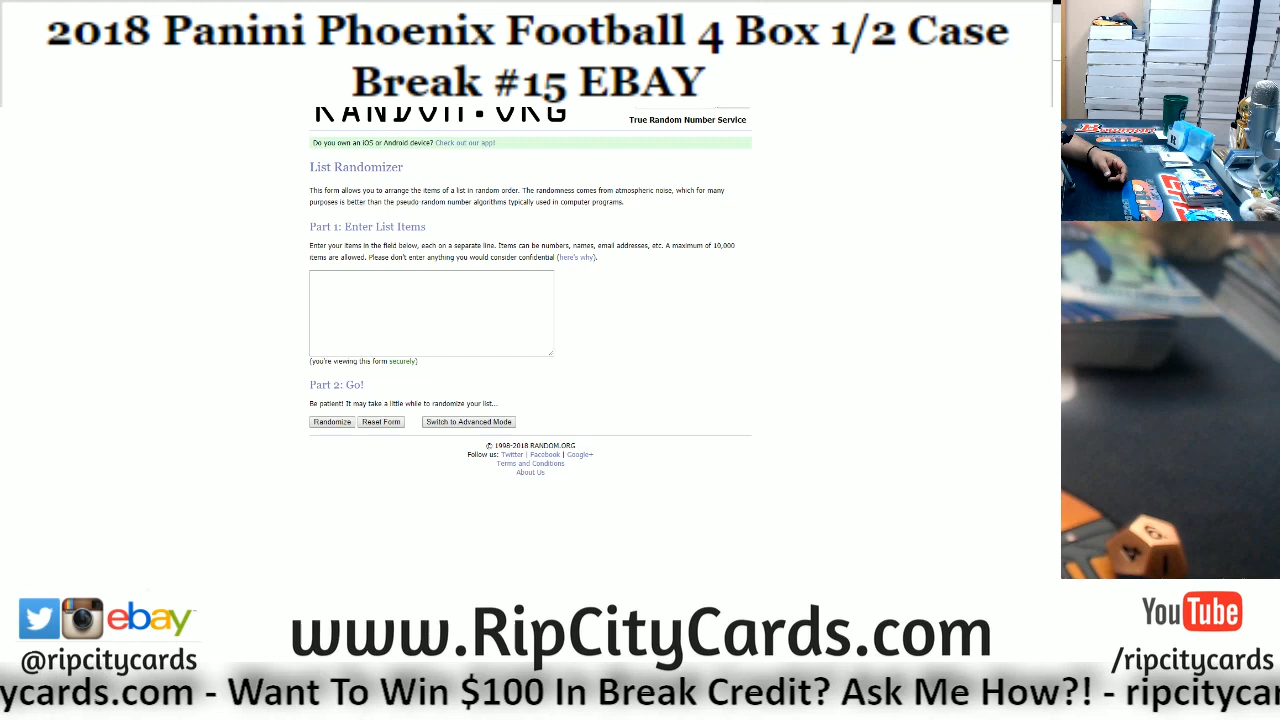 2018 Panini Phoenix Football 4 Box 1/2 Case
Break #15 EBAY
RANDOM.ORG
True Random Number Service
Do you own an iOS or Android device? Check out our app!
List Randomizer
This form allows you to arrange the items of a list in random order. The randomness comes from atmospheric noise, which for many
purposes is better than the pseudo-random number algorithms typically used in computer programs.
Part 1: Enter List Items
Enter your items in the field below, each on a separate line. Items can be numbers, names, email addresses, etc. A maximum of 10,000
items are allowed. Please don't enter anything you would consider confidential (here's why).
(you're viewing this form securely)
Part 2: Go!
Be patient! It may take a little while to randomize your list...
Randomize Reset Form Switch to Advanced Mode
© 1998-2018 RANDOM.ORG
Follow us: Twitter | Facebook | Google+
Terms and Conditions
About Us
6
4
ebay
@ripcitycards
www.RipCityCards.com
YouTube
/ripcitycards
ycards.com - Want To Win $100 In Break Credit? Ask Me How?! - ripcitycar